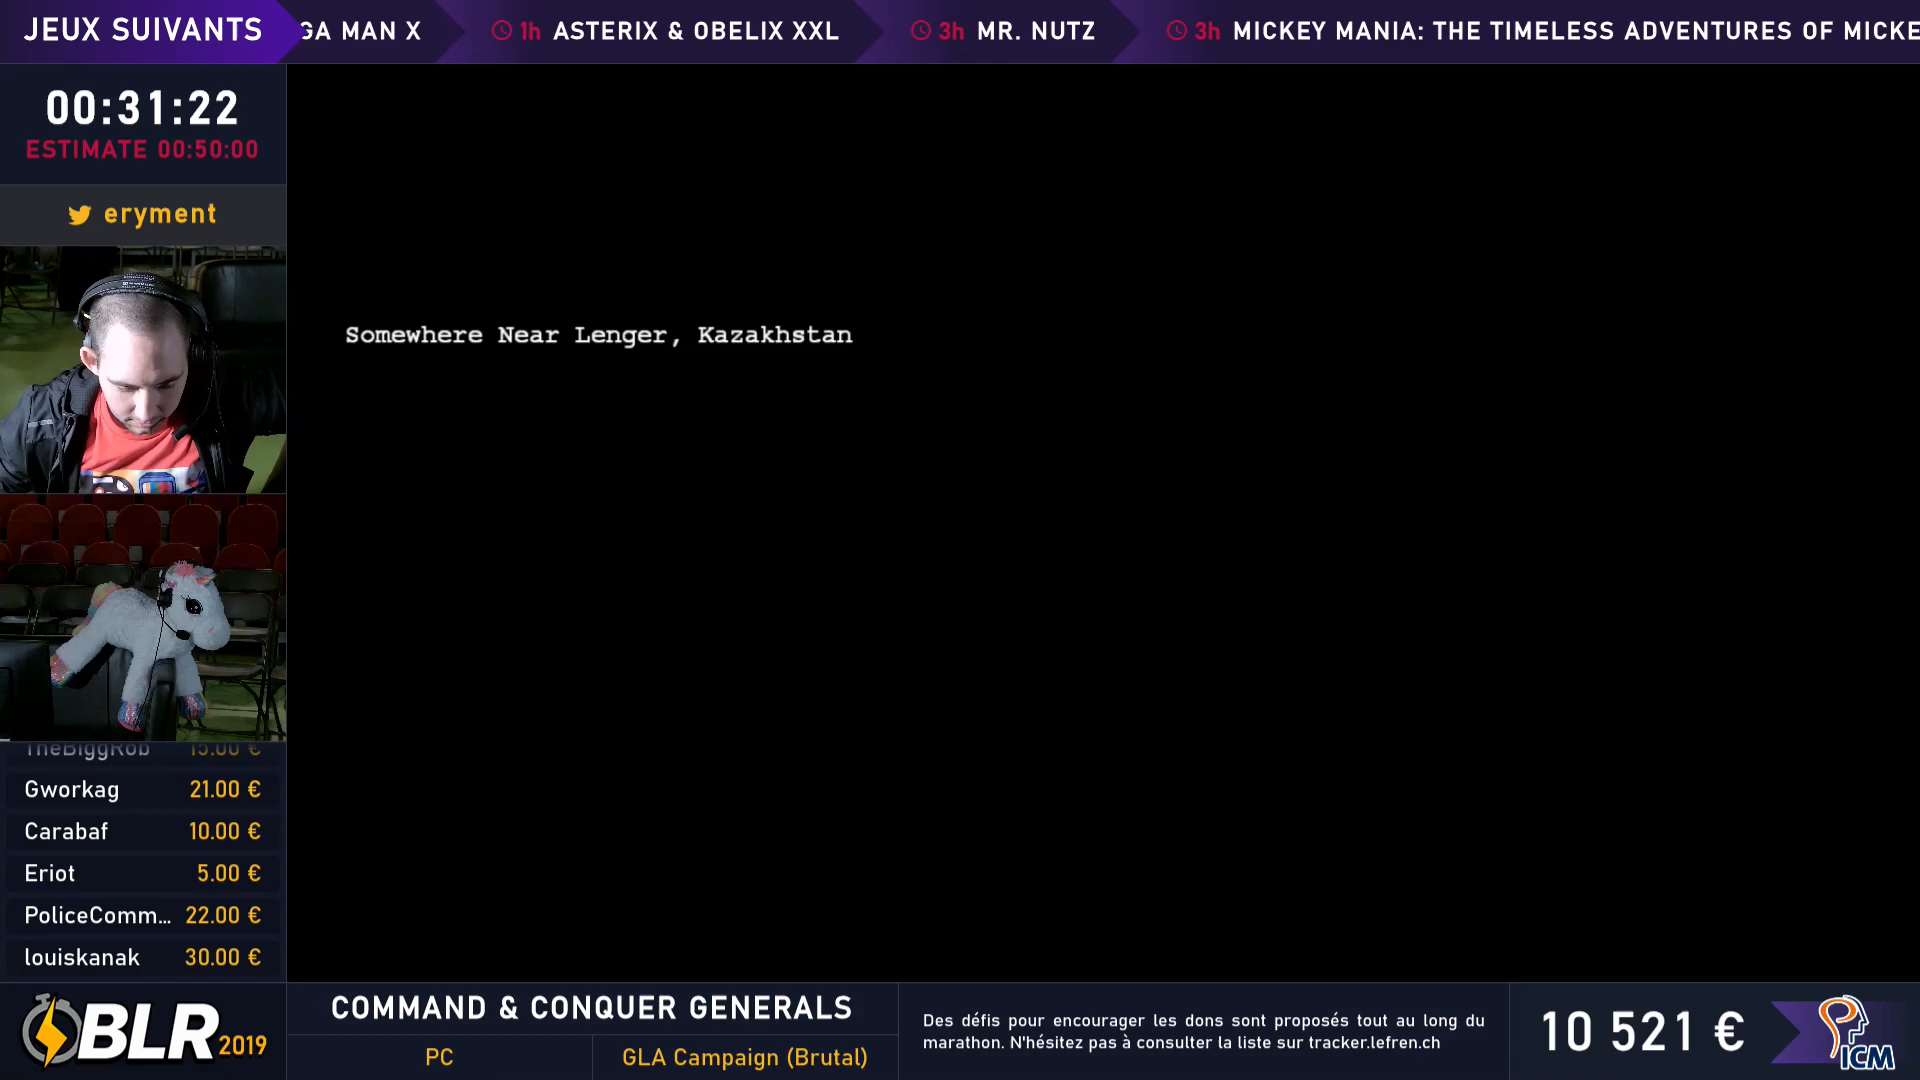 JEUX SUIVANTS
GA MAN X
1h ASTERIX & OBELIX XXL
3h MR. NUTZ
3h MICKEY MANIA: THE TIMELESS ADVENTURES OF MICKE
00:31:22
ESTIMATE 00:50:00
eryment
Somewhere Near Lenger, Kazakhstan
TheBiggRob 15.00 €
Gworkag 21.00 €
Carabaf 10.00 €
Eriot 5.00 €
PoliceComm... 22.00 €
louiskanak 30.00 €
BLR 2019
COMMAND & CONQUER GENERALS
PC
GLA Campaign (Brutal)
Des défis pour encourager les dons sont proposés tout au long du
marathon. N'hésitez pas à consulter la liste sur tracker.lefren.ch
10 521 €
ICM